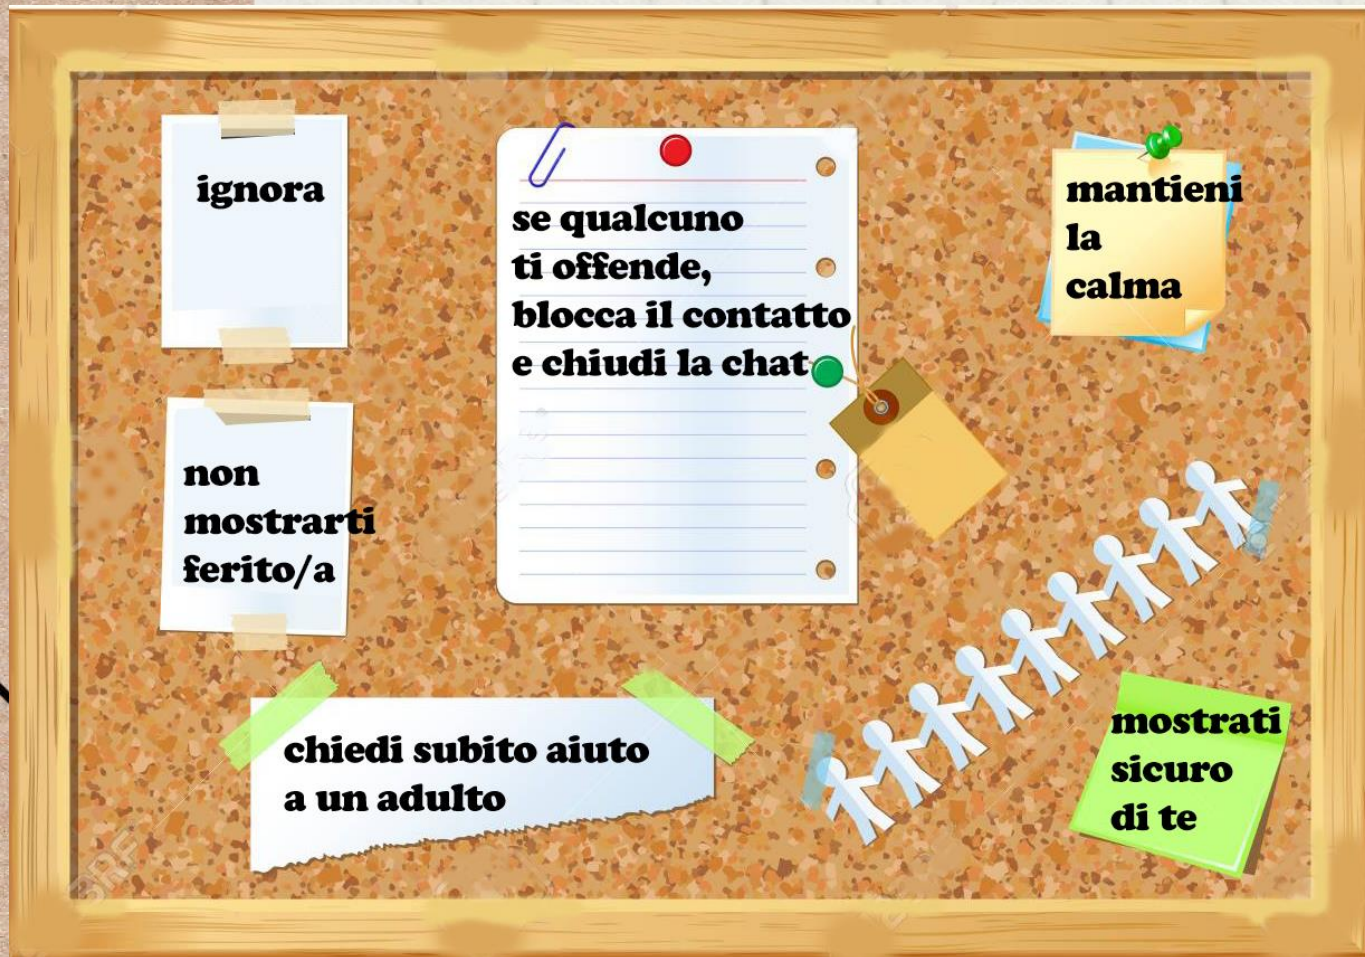 ignora
se qualcuno
ti offende,
blocca il contatto
e chiudi la chat
mantieni
la
calma
non
mostrarti
ferito/a
chiedi subito aiuto
a un adulto
mostrati
sicuro
di te